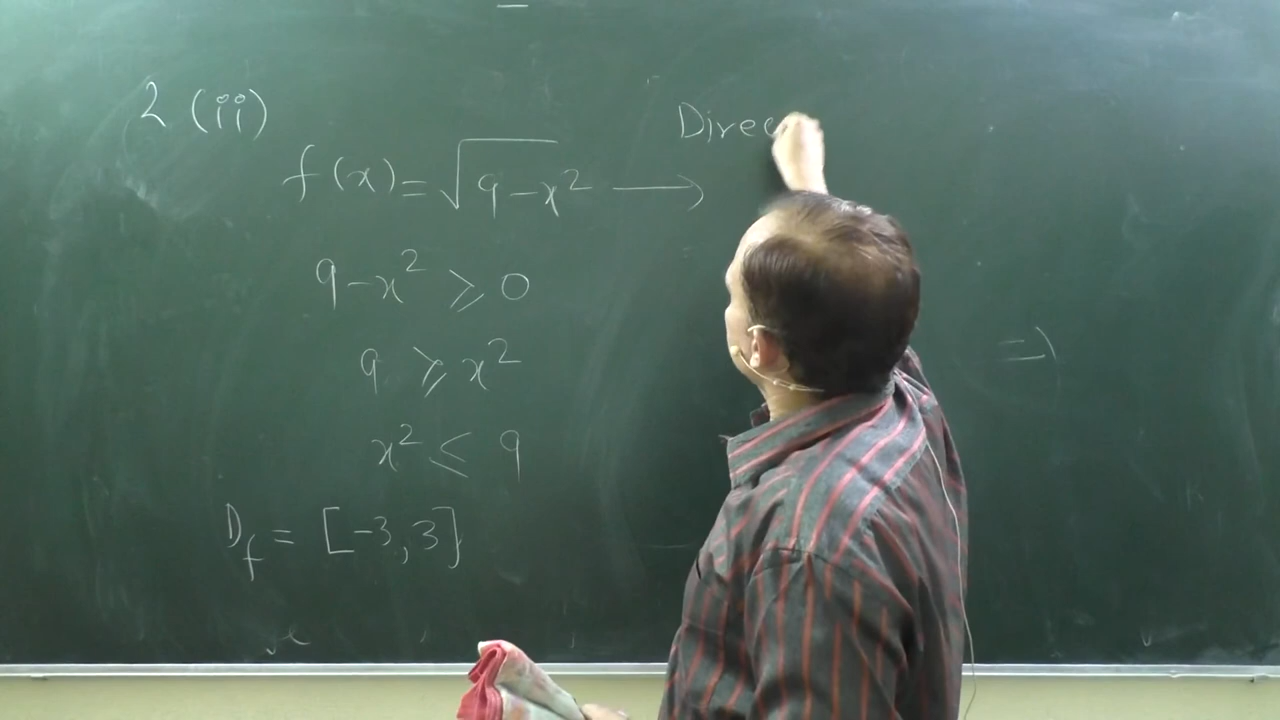 2 (ii)
Direc
f(x) = √9-x² →
9-x² ≥ 0
9 ≥ x²
=)
x² ≤ 9
D_f = [-3, 3]